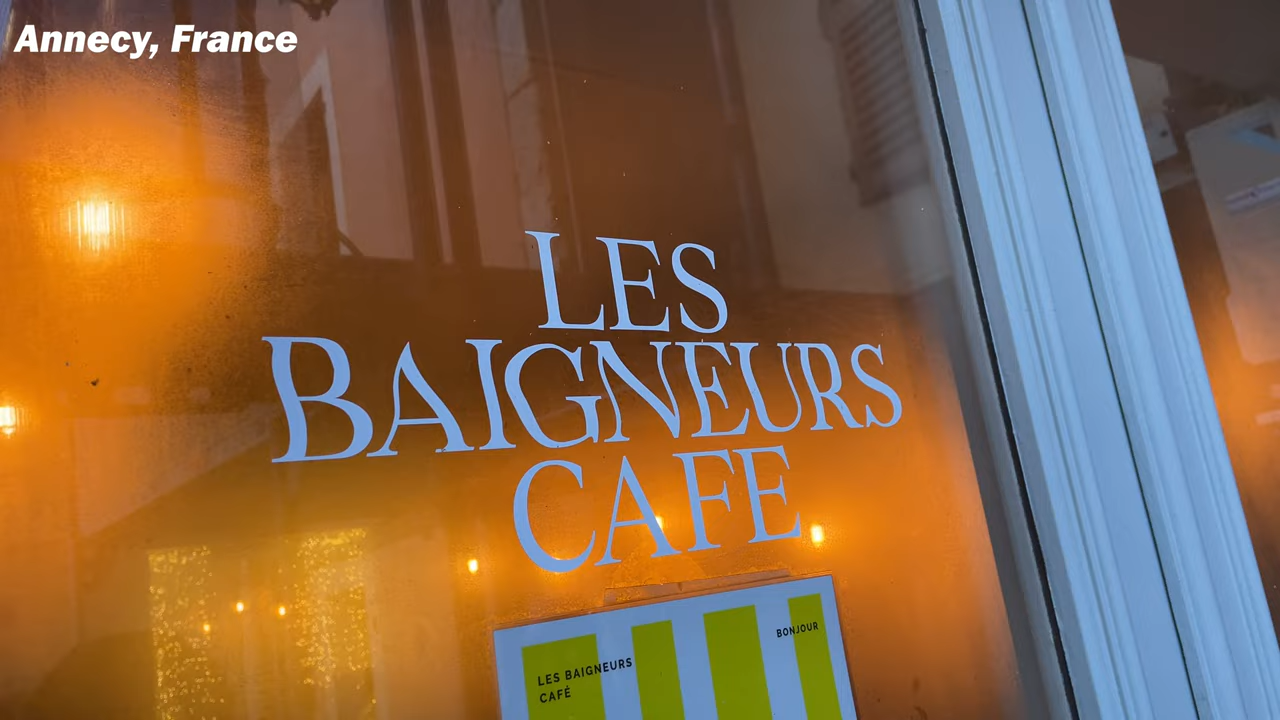 Annecy, France
LES
BAIGNEURS
CAFE
BONJOUR
LES BAIGNEURS
CAFÉ